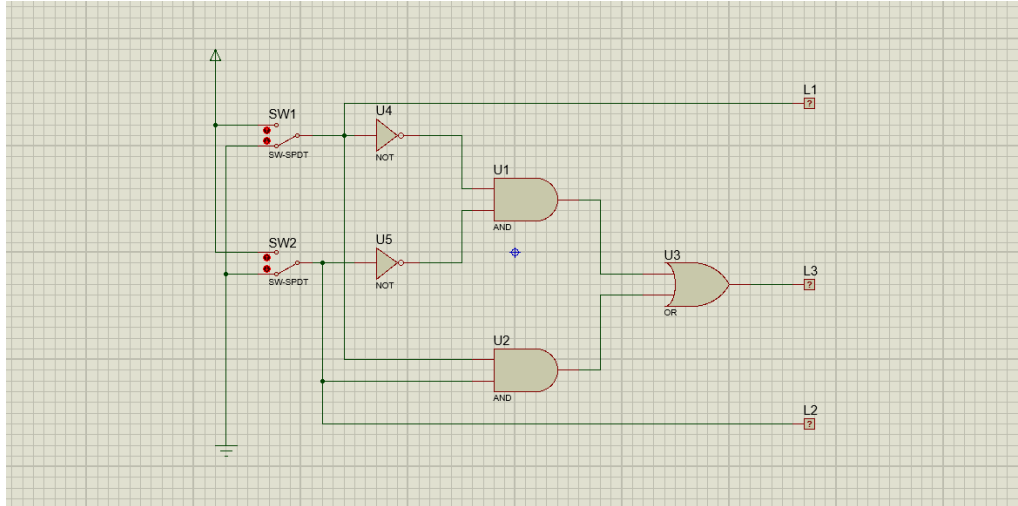 L1
?
SW1
U4
SW-SPDT
NOT
U1
AND
SW2
U5
SW-SPDT
NOT
U3
OR
L3
?
U2
AND
L2
?